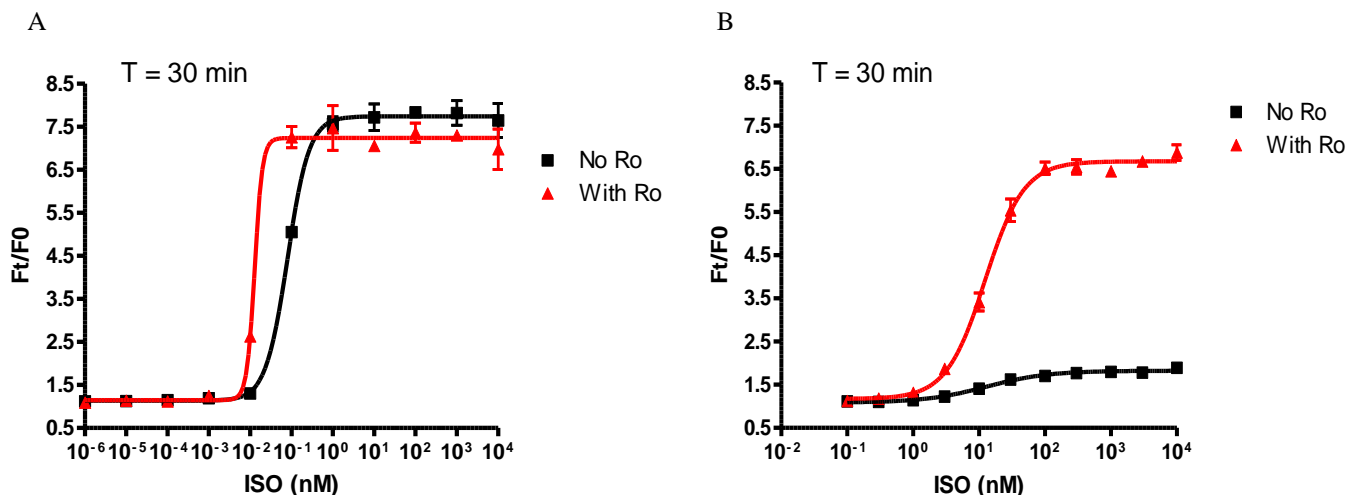 A
T = 30 min
8.5
7.5
6.5
5.5
4.5
3.5
2.5
1.5
0.5
Ft/F0
10⁻⁶ 10⁻⁵ 10⁻⁴ 10⁻³ 10⁻² 10⁻¹ 10⁰ 10¹ 10² 10³ 10⁴
ISO (nM)
No Ro
With Ro
B
T = 30 min
8.5
7.5
6.5
5.5
4.5
3.5
2.5
1.5
0.5
Ft/F0
10⁻² 10⁻¹ 10⁰ 10¹ 10² 10³ 10⁴
ISO (nM)
No Ro
With Ro